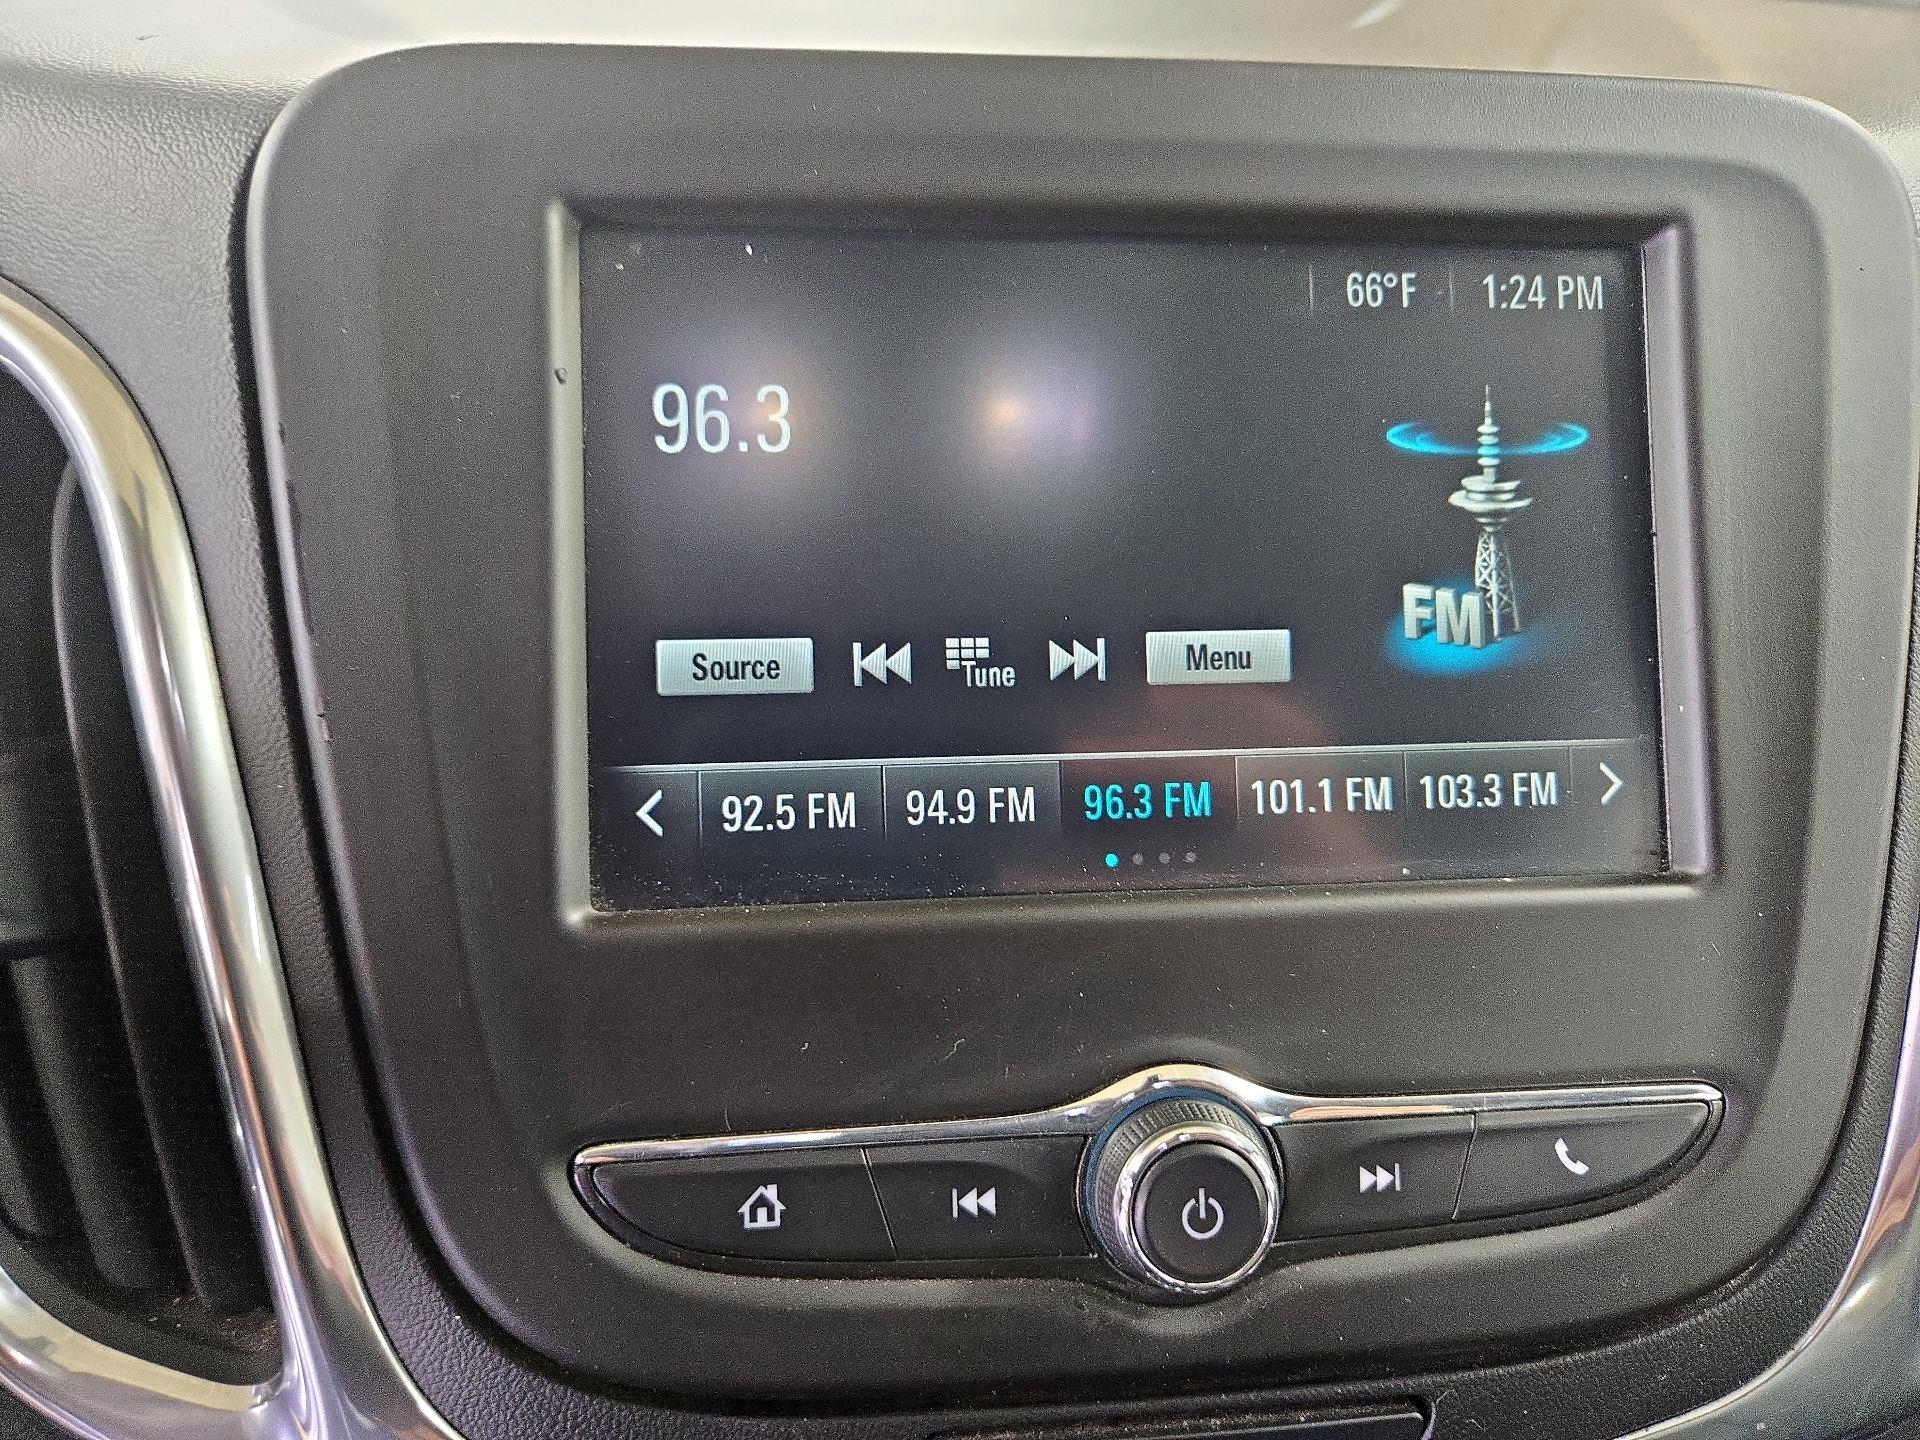 66°F 1:24 PM
96.3
FM
Source Tune Menu
92.5 FM 94.9 FM 96.3 FM 101.1 FM 103.3 FM